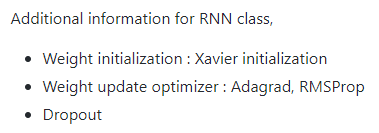 Additional information for RNN class,
• Weight initialization : Xavier initialization
• Weight update optimizer : Adagrad, RMSProp
• Dropout